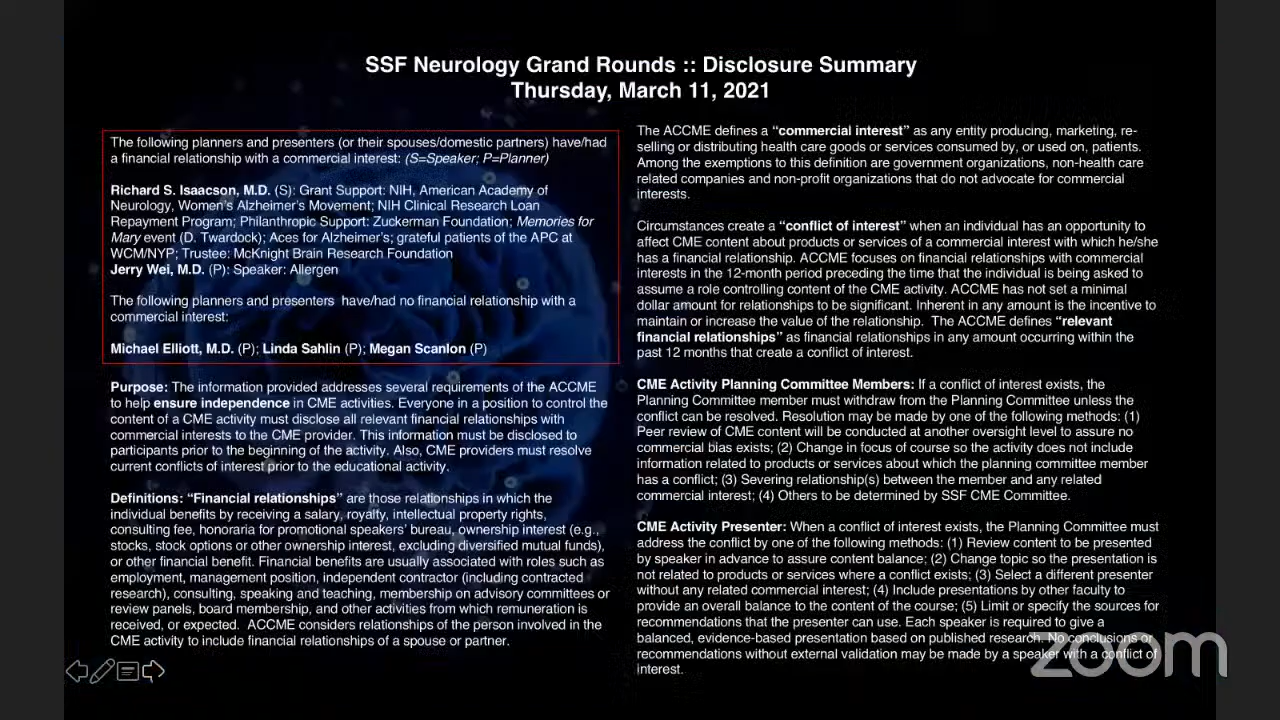 SSF Neurology Grand Rounds :: Disclosure Summary
Thursday, March 11, 2021
The following planners and presenters (or their spouses/domestic partners) have/had
a financial relationship with a commercial interest: (S=Speaker; P=Planner)
Richard S. Isaacson, M.D. (S): Grant Support: NIH, American Academy of
Neurology, Women's Alzheimer's Movement; NIH Clinical Research Loan
Repayment Program; Philanthropic Support: Zuckerman Foundation; Memories for
Mary event (D. Twardock); Aces for Alzheimer's; grateful patients of the APC at
WCM/NYP; Trustee: McKnight Brain Research Foundation
Jerry Wei, M.D. (P): Speaker: Allergen
The following planners and presenters have/had no financial relationship with a
commercial interest:
Michael Elliott, M.D. (P); Linda Sahlin (P); Megan Scanlon (P)
Purpose: The information provided addresses several requirements of the ACCME
to help ensure independence in CME activities. Everyone in a position to control the
content of a CME activity must disclose all relevant financial relationships with
commercial interests to the CME provider. This information must be disclosed to
participants prior to the beginning of the activity. Also, CME providers must resolve
current conflicts of interest prior to the educational activity.
Definitions: “Financial relationships” are those relationships in which the
individual benefits by receiving a salary, royalty, intellectual property rights,
consulting fee, honoraria for promotional speakers' bureau, ownership interest (e.g.,
stocks, stock options or other ownership interest, excluding diversified mutual funds),
or other financial benefit. Financial benefits are usually associated with roles such as
employment, management position, independent contractor (including contracted
research), consulting, speaking and teaching, membership on advisory committees or
review panels, board membership, and other activities from which remuneration is
received, or expected. ACCME considers relationships of the person involved in the
CME activity to include financial relationships of a spouse or partner.
The ACCME defines a “commercial interest” as any entity producing, marketing, re-
selling or distributing health care goods or services consumed by, or used on, patients.
Among the exemptions to this definition are government organizations, non-health care
related companies and non-profit organizations that do not advocate for commercial
interests.
Circumstances create a “conflict of interest” when an individual has an opportunity to
affect CME content about products or services of a commercial interest with which he/she
has a financial relationship. ACCME focuses on financial relationships with commercial
interests in the 12-month period preceding the time that the individual is being asked to
assume a role controlling content of the CME activity. ACCME has not set a minimal
dollar amount for relationships to be significant. Inherent in any amount is the incentive to
maintain or increase the value of the relationship. The ACCME defines “relevant
financial relationships” as financial relationships in any amount occurring within the
past 12 months that create a conflict of interest.
CME Activity Planning Committee Members: If a conflict of interest exists, the
Planning Committee member must withdraw from the Planning Committee unless the
conflict can be resolved. Resolution may be made by one of the following methods: (1)
Peer review of CME content will be conducted at another oversight level to assure no
commercial bias exists; (2) Change in focus of course so the activity does not include
information related to products or services about which the planning committee member
has a conflict; (3) Severing relationship(s) between the member and any related
commercial interest; (4) Others to be determined by SSF CME Committee.
CME Activity Presenter: When a conflict of interest exists, the Planning Committee must
address the conflict by one of the following methods: (1) Review content to be presented
by speaker in advance to assure content balance; (2) Change topic so the presentation is
not related to products or services where a conflict exists; (3) Select a different presenter
without any related commercial interest; (4) Include presentations by other faculty to
provide an overall balance to the content of the course; (5) Limit or specify the sources for
recommendations that the presenter can use. Each speaker is required to give a
balanced, evidence-based presentation based on published research. No conclusions or
recommendations without external validation may be made by a speaker with a conflict of
interest.
zoom